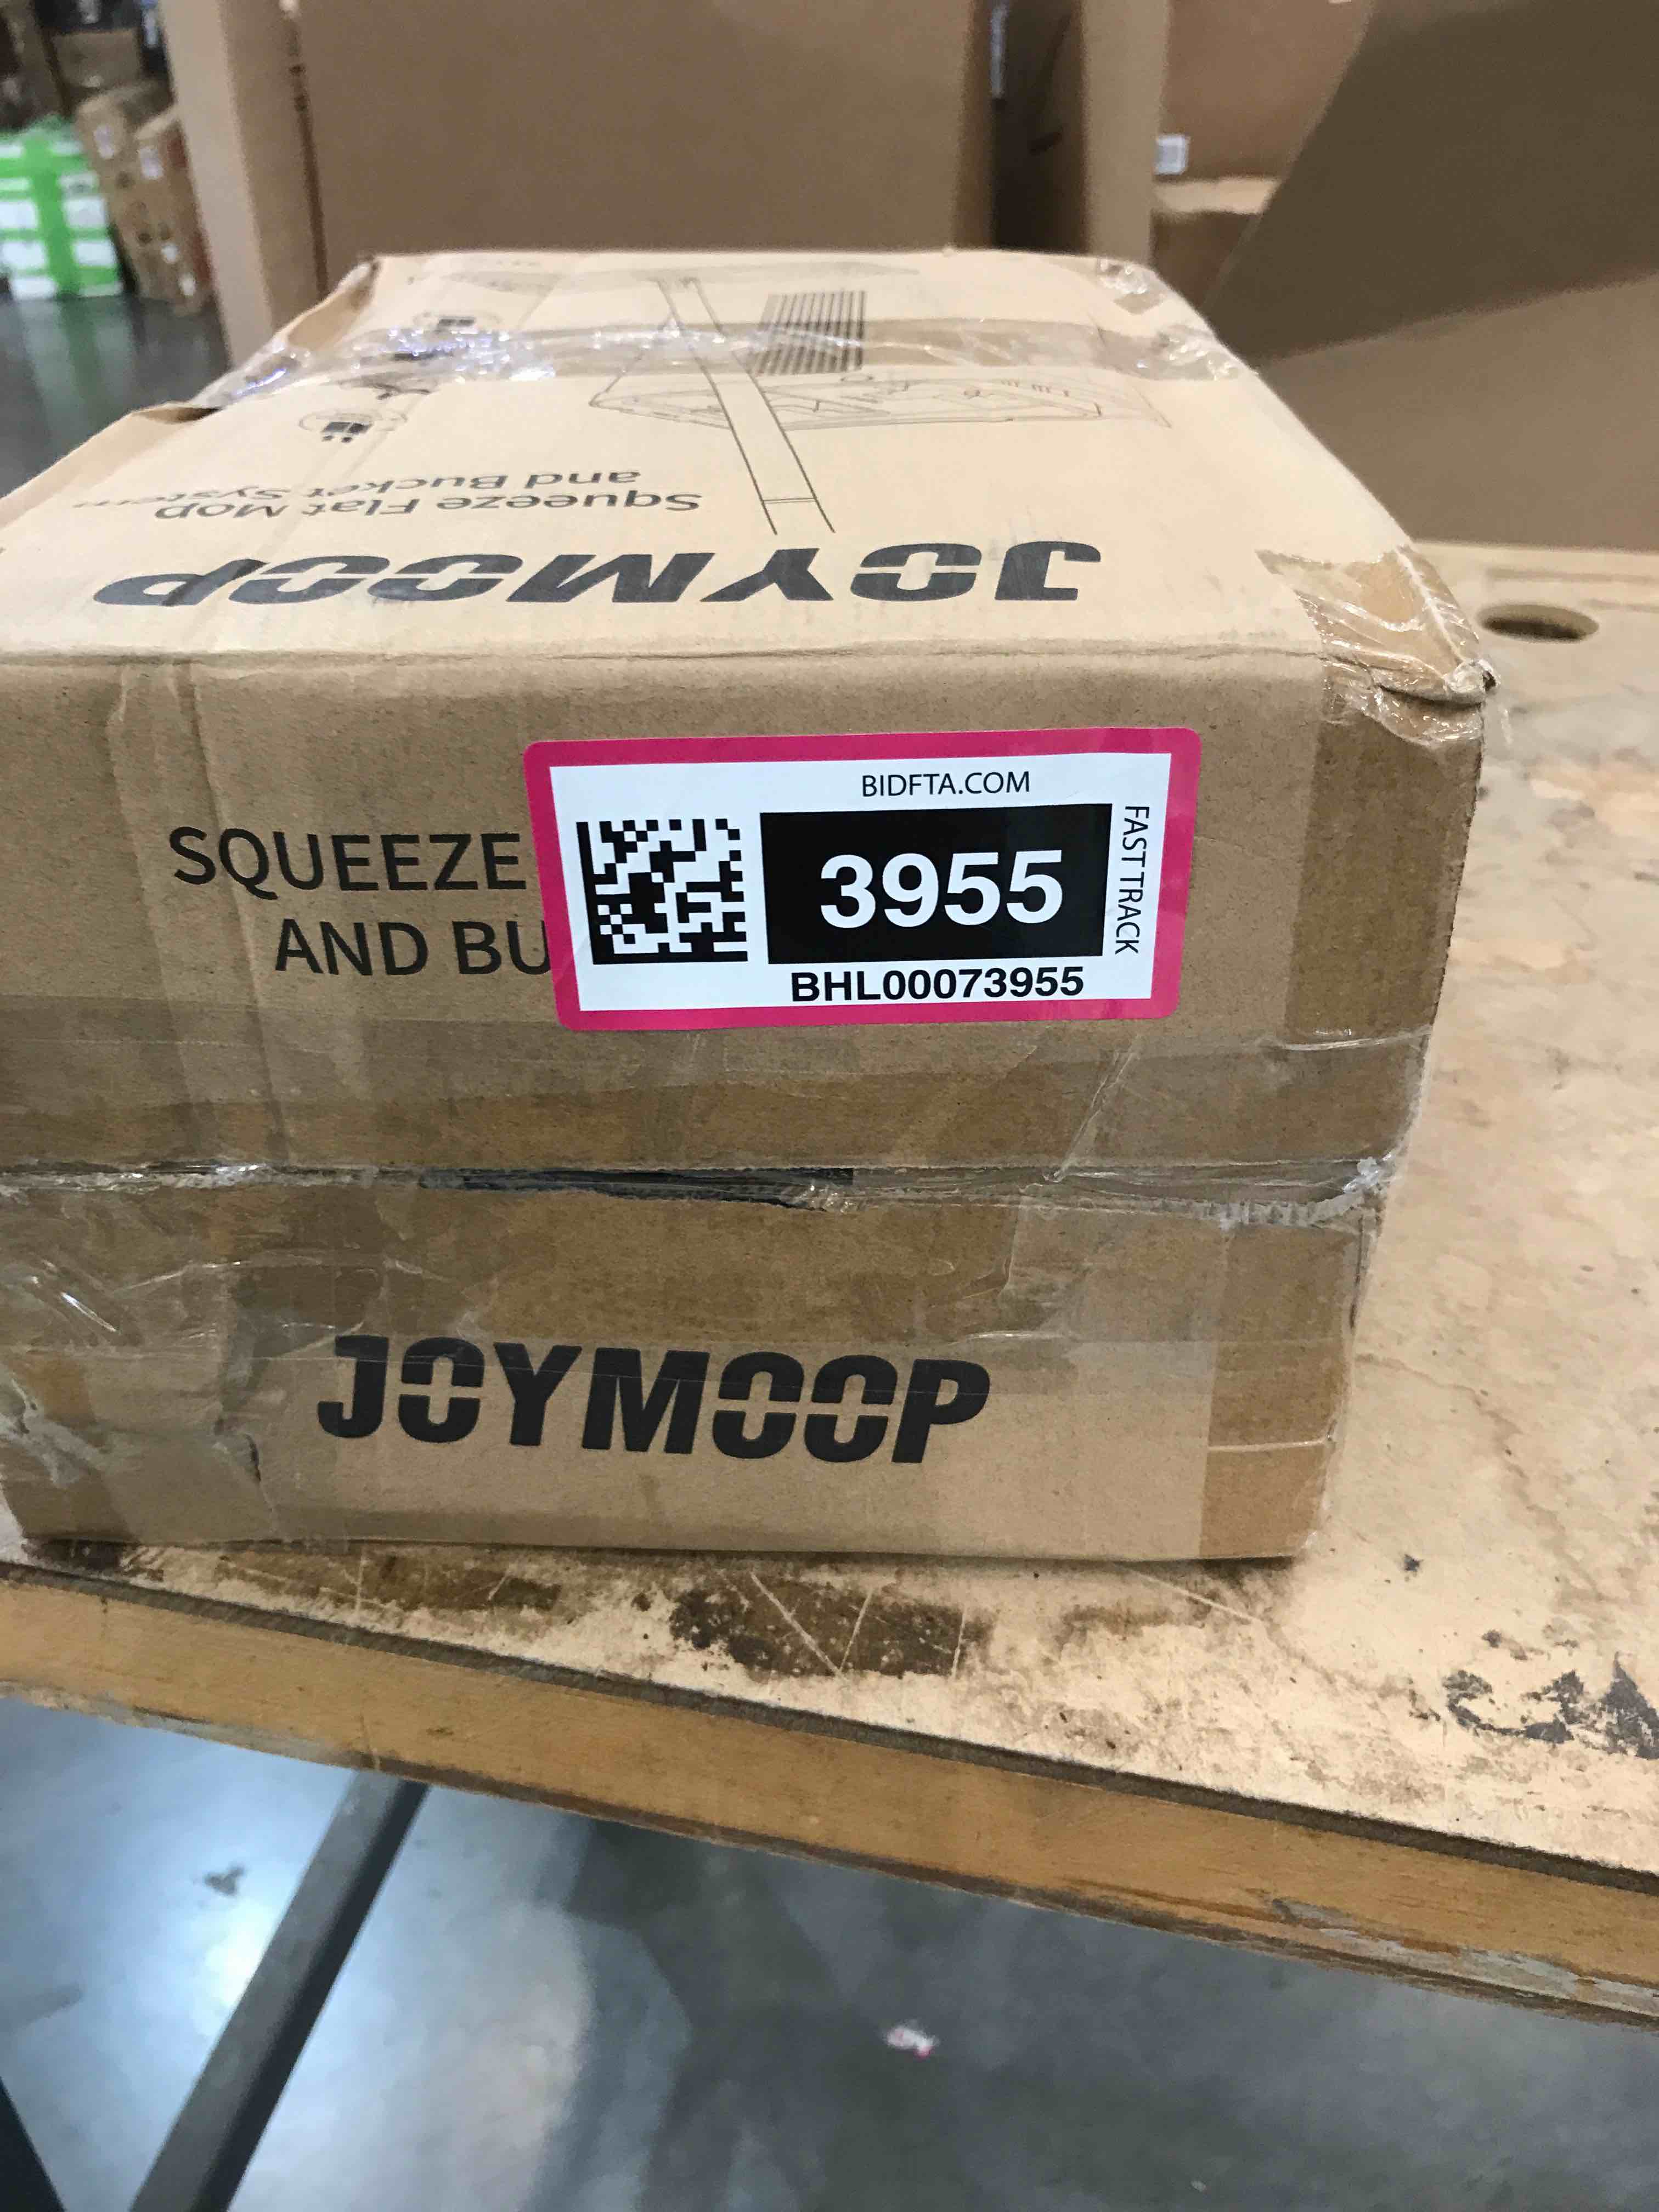 Squeeze Flat Mop
and Bucket System
JOYMOOP
SQUEEZE
AND BU
BIDFTA.COM
3955
FAST TRACK
BHL00073955
JOYMOOP